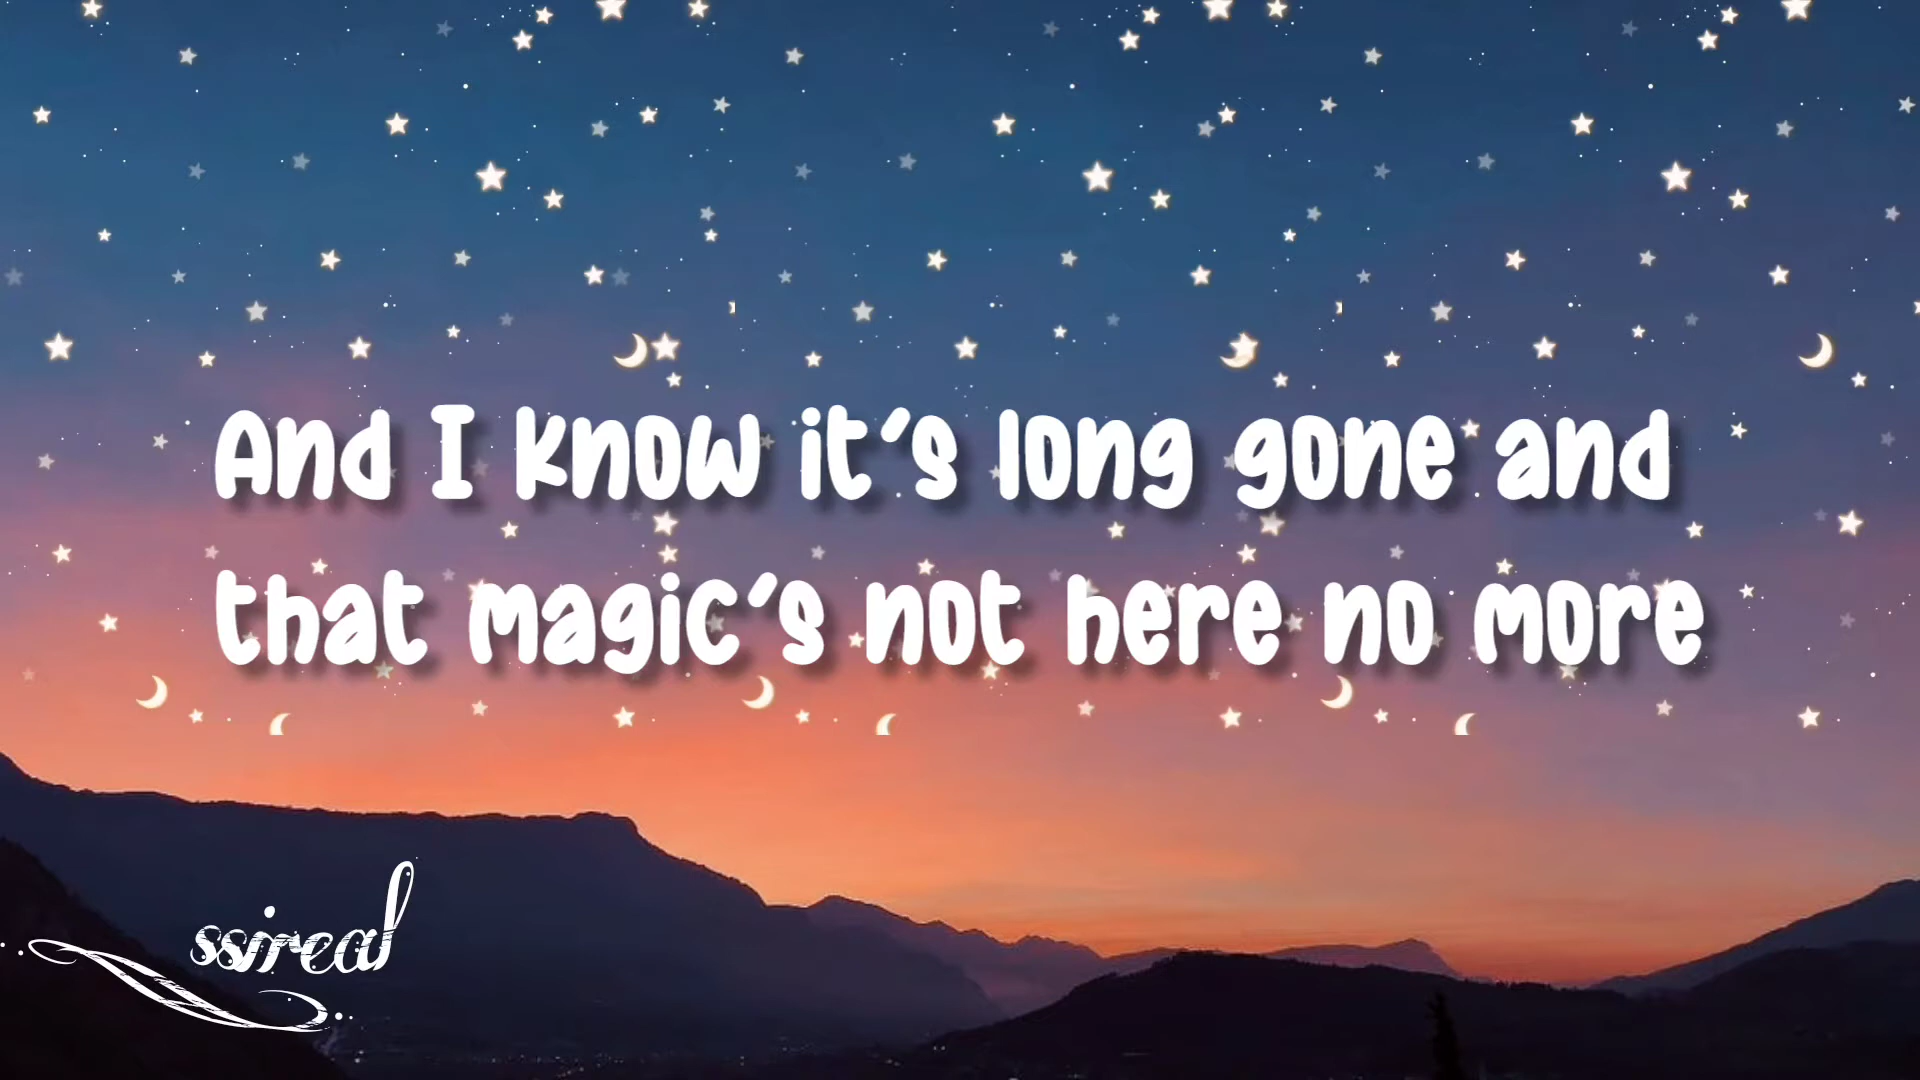 And I know it's long gone and
that magic's not here no more
ssireal